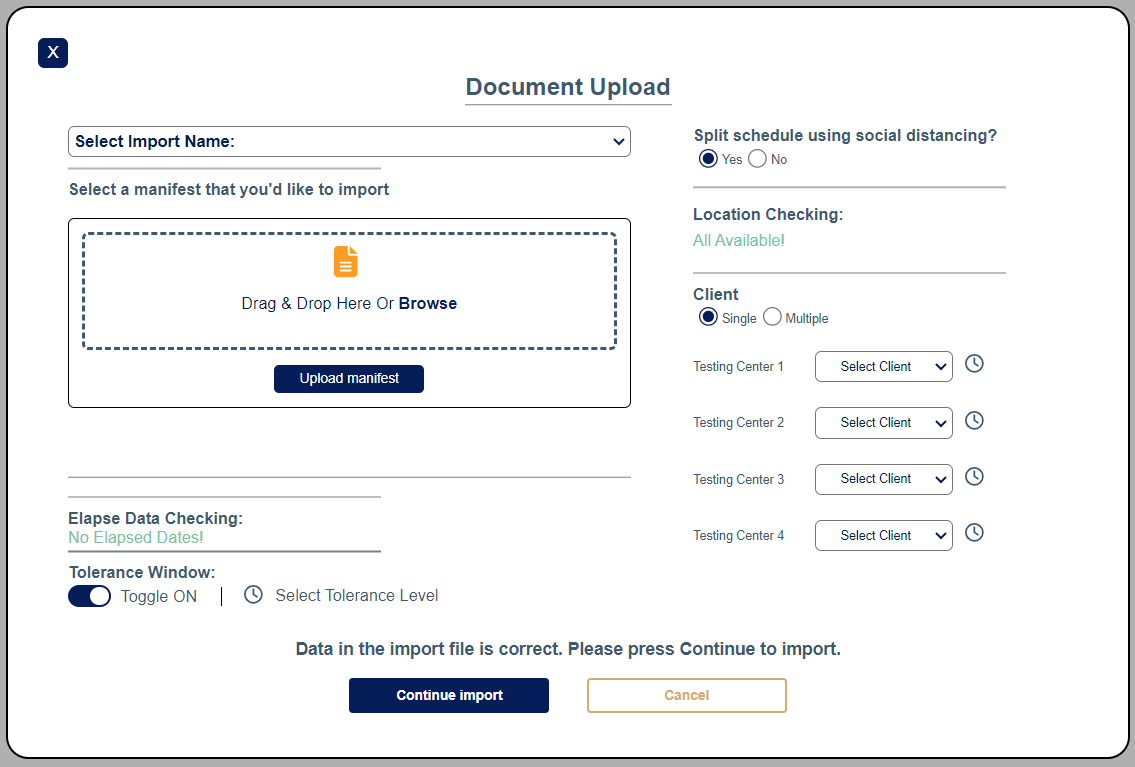 X
Document Upload
Select Import Name:
Select a manifest that you'd like to import
Drag & Drop Here Or Browse
Upload manifest
Elapse Data Checking:
No Elapsed Dates!
Tolerance Window:
Toggle ON | Select Tolerance Level
Split schedule using social distancing?
Yes No
Location Checking:
All Available!
Client
Single Multiple
Testing Center 1 Select Client
Testing Center 2 Select Client
Testing Center 3 Select Client
Testing Center 4 Select Client
Data in the import file is correct. Please press Continue to import.
Continue import Cancel